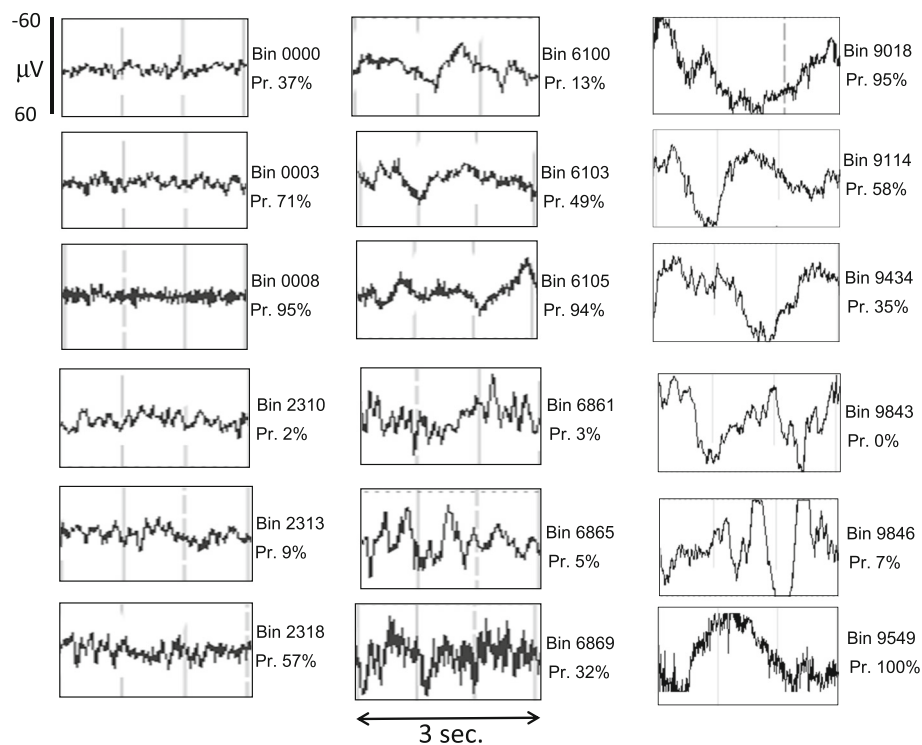 -60
µV
60
Bin 0000
Pr. 37%
Bin 6100
Pr. 13%
Bin 9018
Pr. 95%
Bin 0003
Pr. 71%
Bin 6103
Pr. 49%
Bin 9114
Pr. 58%
Bin 0008
Pr. 95%
Bin 6105
Pr. 94%
Bin 9434
Pr. 35%
Bin 2310
Pr. 2%
Bin 6861
Pr. 3%
Bin 9843
Pr. 0%
Bin 2313
Pr. 9%
Bin 6865
Pr. 5%
Bin 9846
Pr. 7%
Bin 2318
Pr. 57%
Bin 6869
Pr. 32%
Bin 9549
Pr. 100%
3 sec.